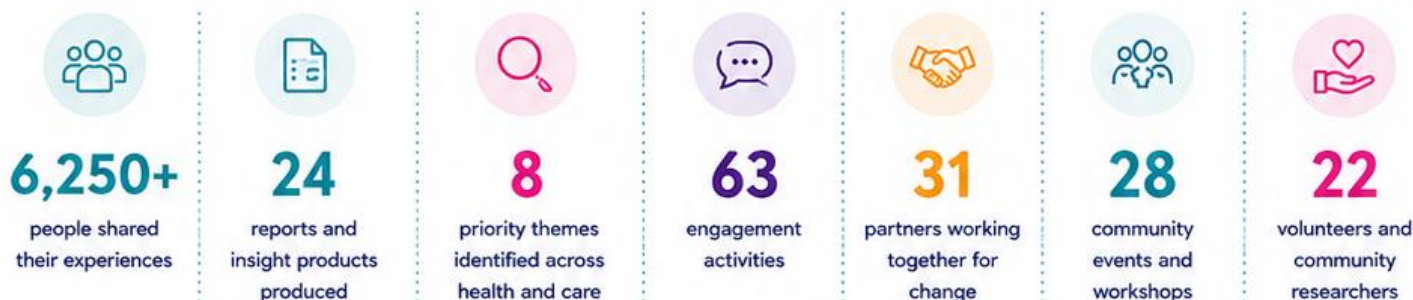 6,250+
people shared
their experiences
24
reports and
insight products
produced
8
priority themes
identified across
health and care
63
engagement
activities
31
partners working
together for
change
28
community
events and
workshops
22
volunteers and
community
researchers